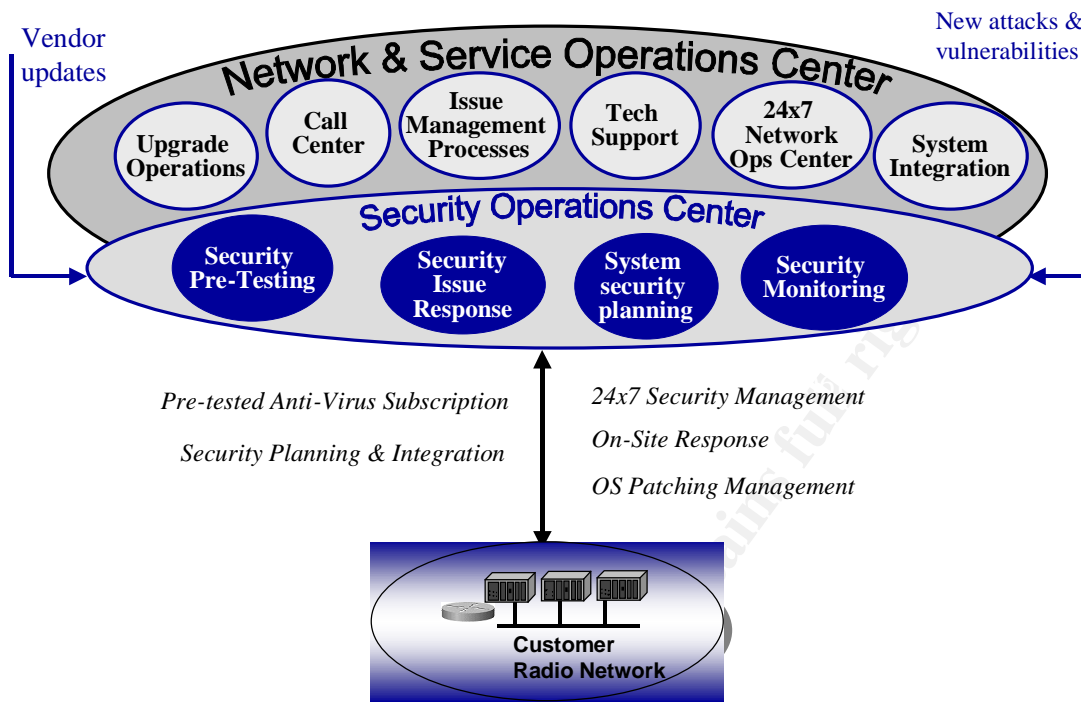 Vendor
updates
New attacks &
vulnerabilities
Network & Service Operations Center
Upgrade
Operations
Call
Center
Issue
Management
Processes
Tech
Support
24x7
Network
Ops Center
System
Integration
Security Operations Center
Security
Pre-Testing
Security
Issue
Response
System
security
planning
Security
Monitoring
Pre-tested Anti-Virus Subscription
Security Planning & Integration
24x7 Security Management
On-Site Response
OS Patching Management
Customer
Radio Network